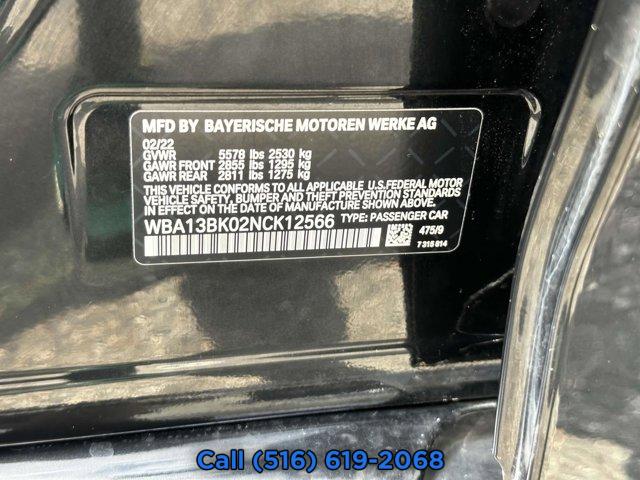 MFD BY BAYERISCHE MOTOREN WERKE AG
02/22
GVWR 5578 lbs 2530 kg
GAWR FRONT 2855 lbs 1295 kg
GAWR REAR 2811 lbs 1275 kg
THIS VEHICLE CONFORMS TO ALL APPLICABLE U.S.FEDERAL MOTOR
VEHICLE SAFETY, BUMPER AND THEFT PREVENTION STANDARDS
IN EFFECT ON THE DATE OF MANUFACTURE SHOWN ABOVE.
WBA13BK02NCK12566 TYPE: PASSENGER CAR
475/9
7 315 814
Call (516) 619-2068